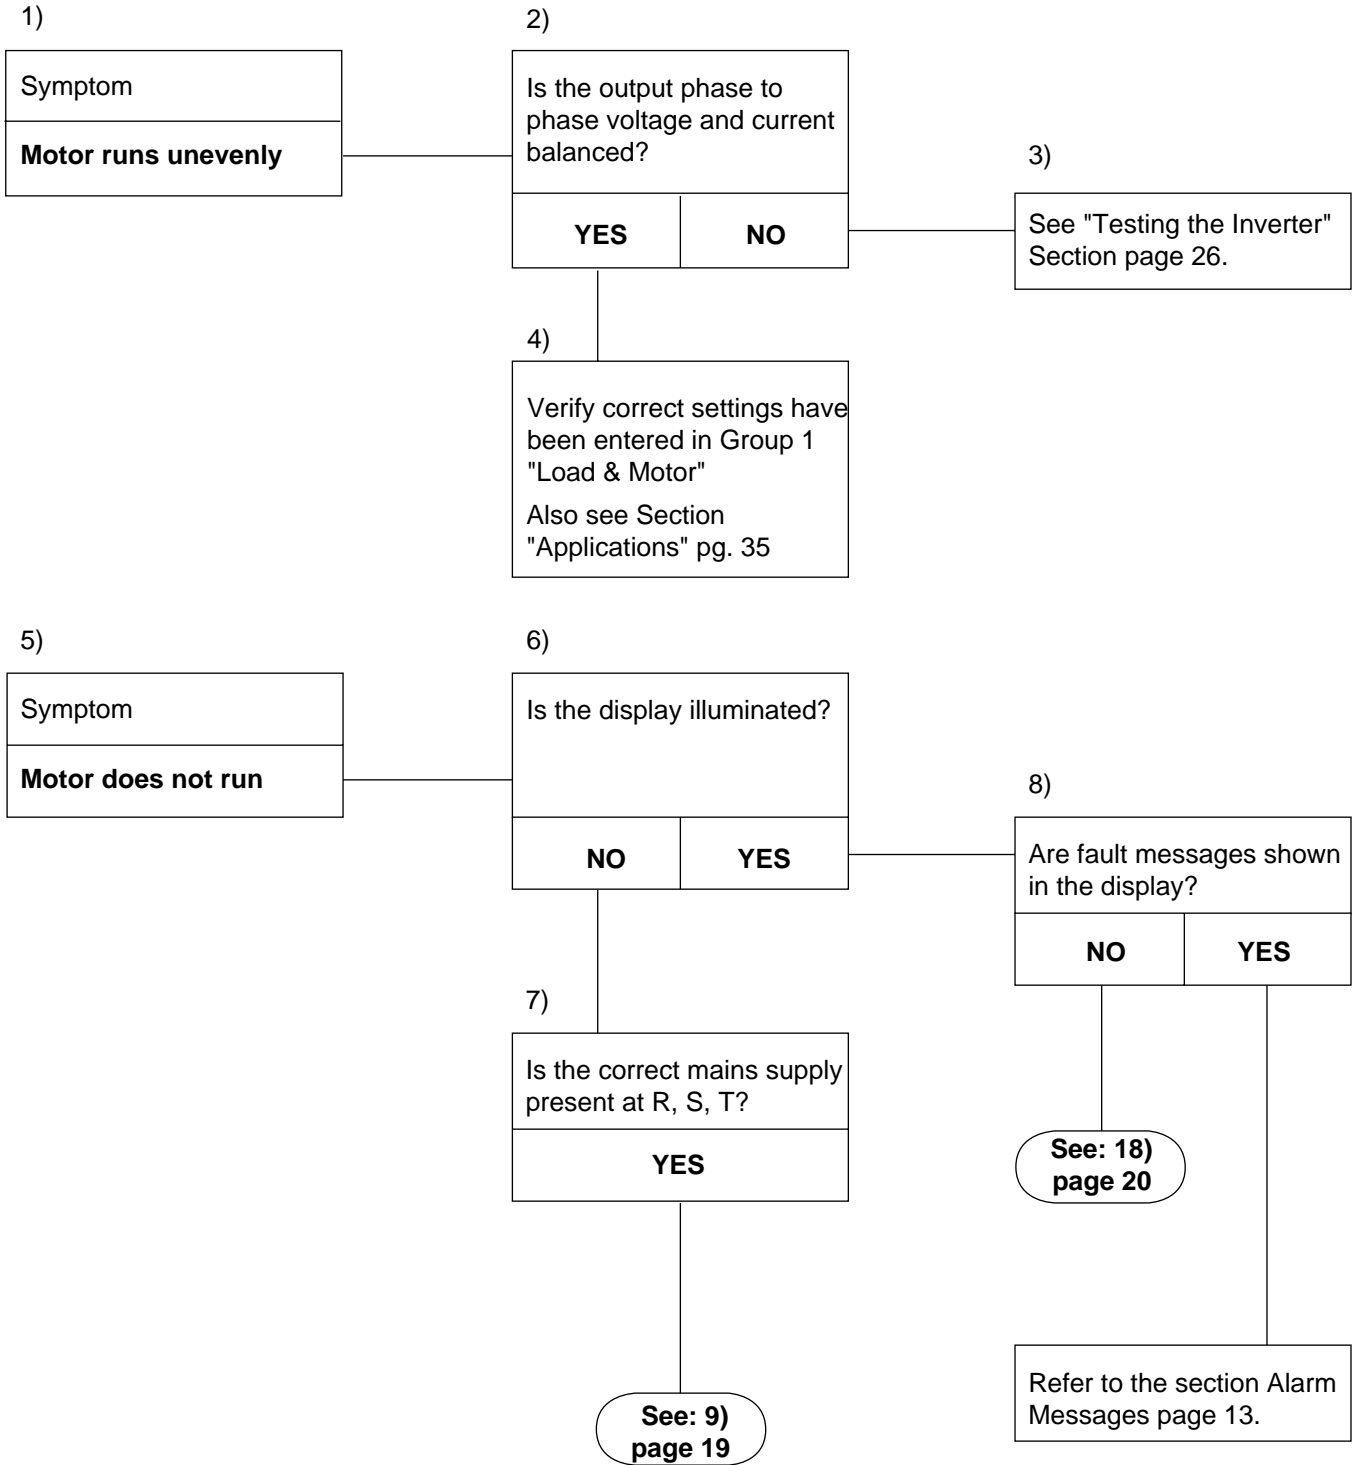 1)
Symptom
Motor runs unevenly
2)
Is the output phase to
phase voltage and current
balanced?
YES
NO
3)
See "Testing the Inverter"
Section page 26.
4)
Verify correct settings have
been entered in Group 1
"Load & Motor"
Also see Section
"Applications" pg. 35
5)
Symptom
Motor does not run
6)
Is the display illuminated?
NO
YES
8)
Are fault messages shown
in the display?
NO
YES
7)
Is the correct mains supply
present at R, S, T?
YES
See: 18)
page 20
See: 9)
page 19
Refer to the section Alarm
Messages page 13.